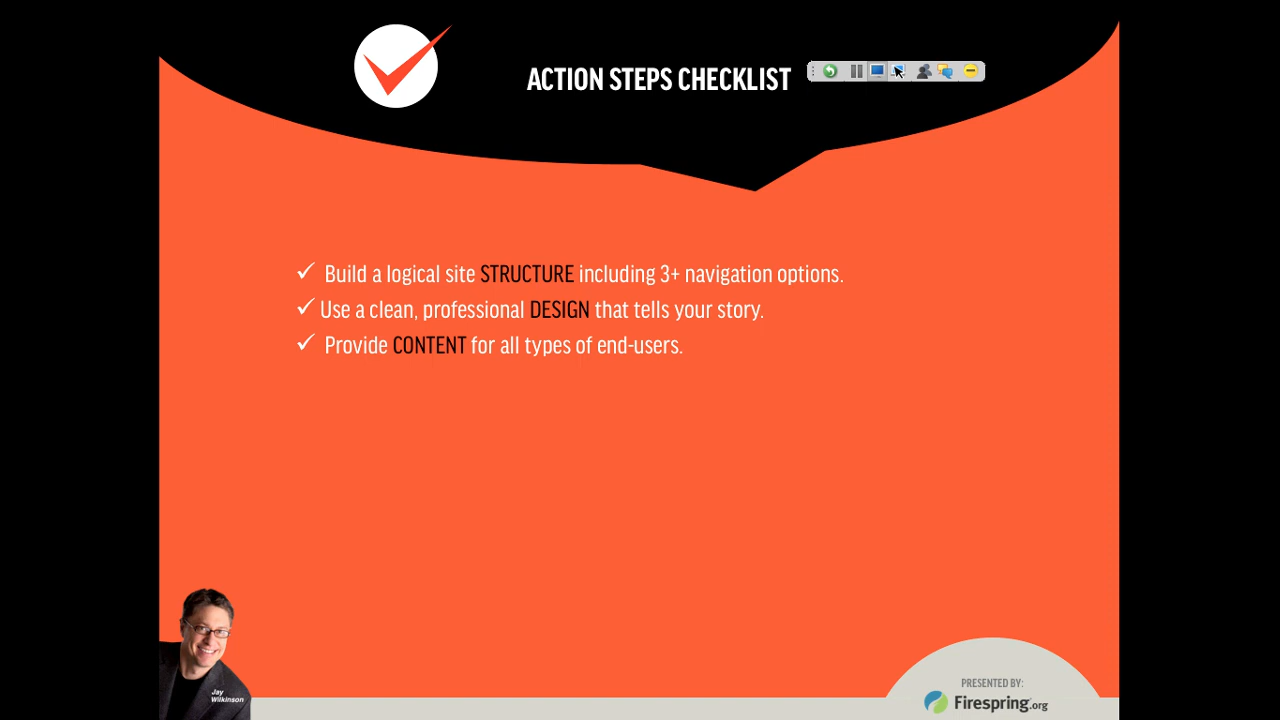 ACTION STEPS CHECKLIST
Build a logical site STRUCTURE including 3+ navigation options.
Use a clean, professional DESIGN that tells your story.
Provide CONTENT for all types of end-users.
Jay
Wilkinson
PRESENTED BY:
Firespring.org